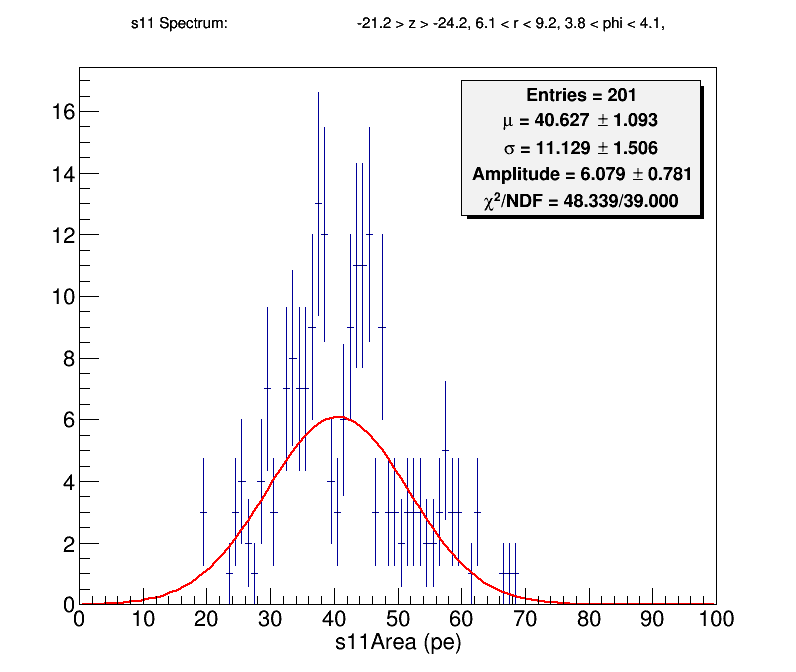 s11 Spectrum: -21.2 > z > -24.2, 6.1 < r < 9.2, 3.8 < phi < 4.1,
Entries = 201
μ = 40.627 ± 1.093
σ = 11.129 ± 1.506
Amplitude = 6.079 ± 0.781
χ²/NDF = 48.339/39.000
16
14
12
10
8
6
4
2
0
0 10 20 30 40 50 60 70 80 90 100
s11Area (pe)